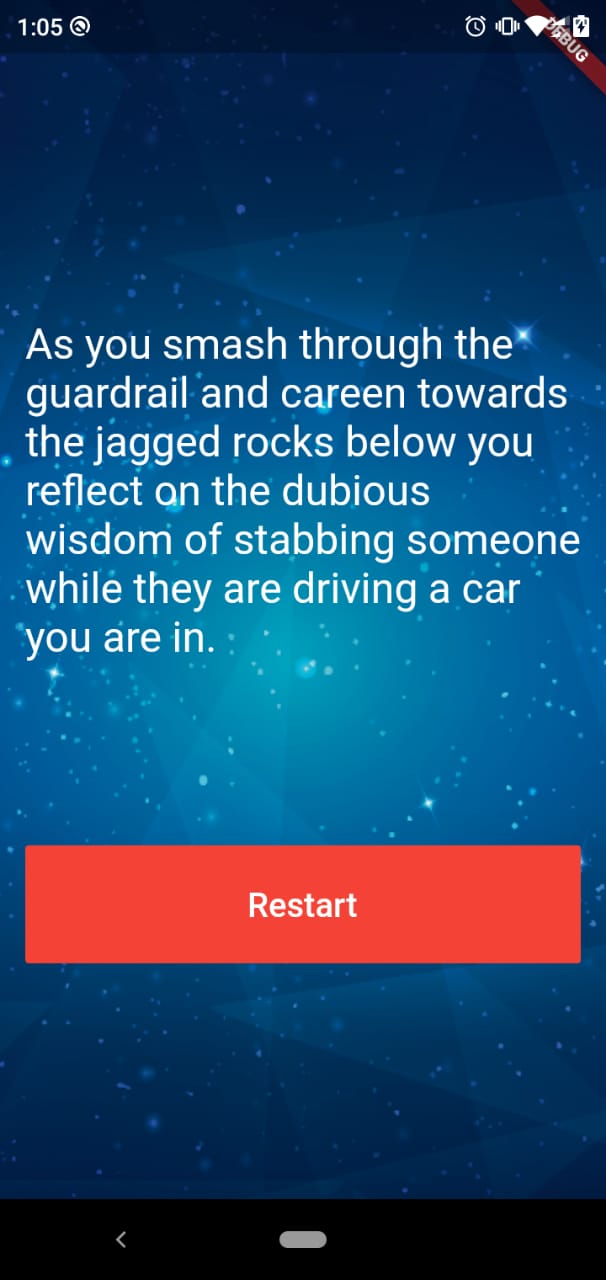 1:05
DEBUG
As you smash through the
guardrail and careen towards
the jagged rocks below you
reflect on the dubious
wisdom of stabbing someone
while they are driving a car
you are in.
Restart